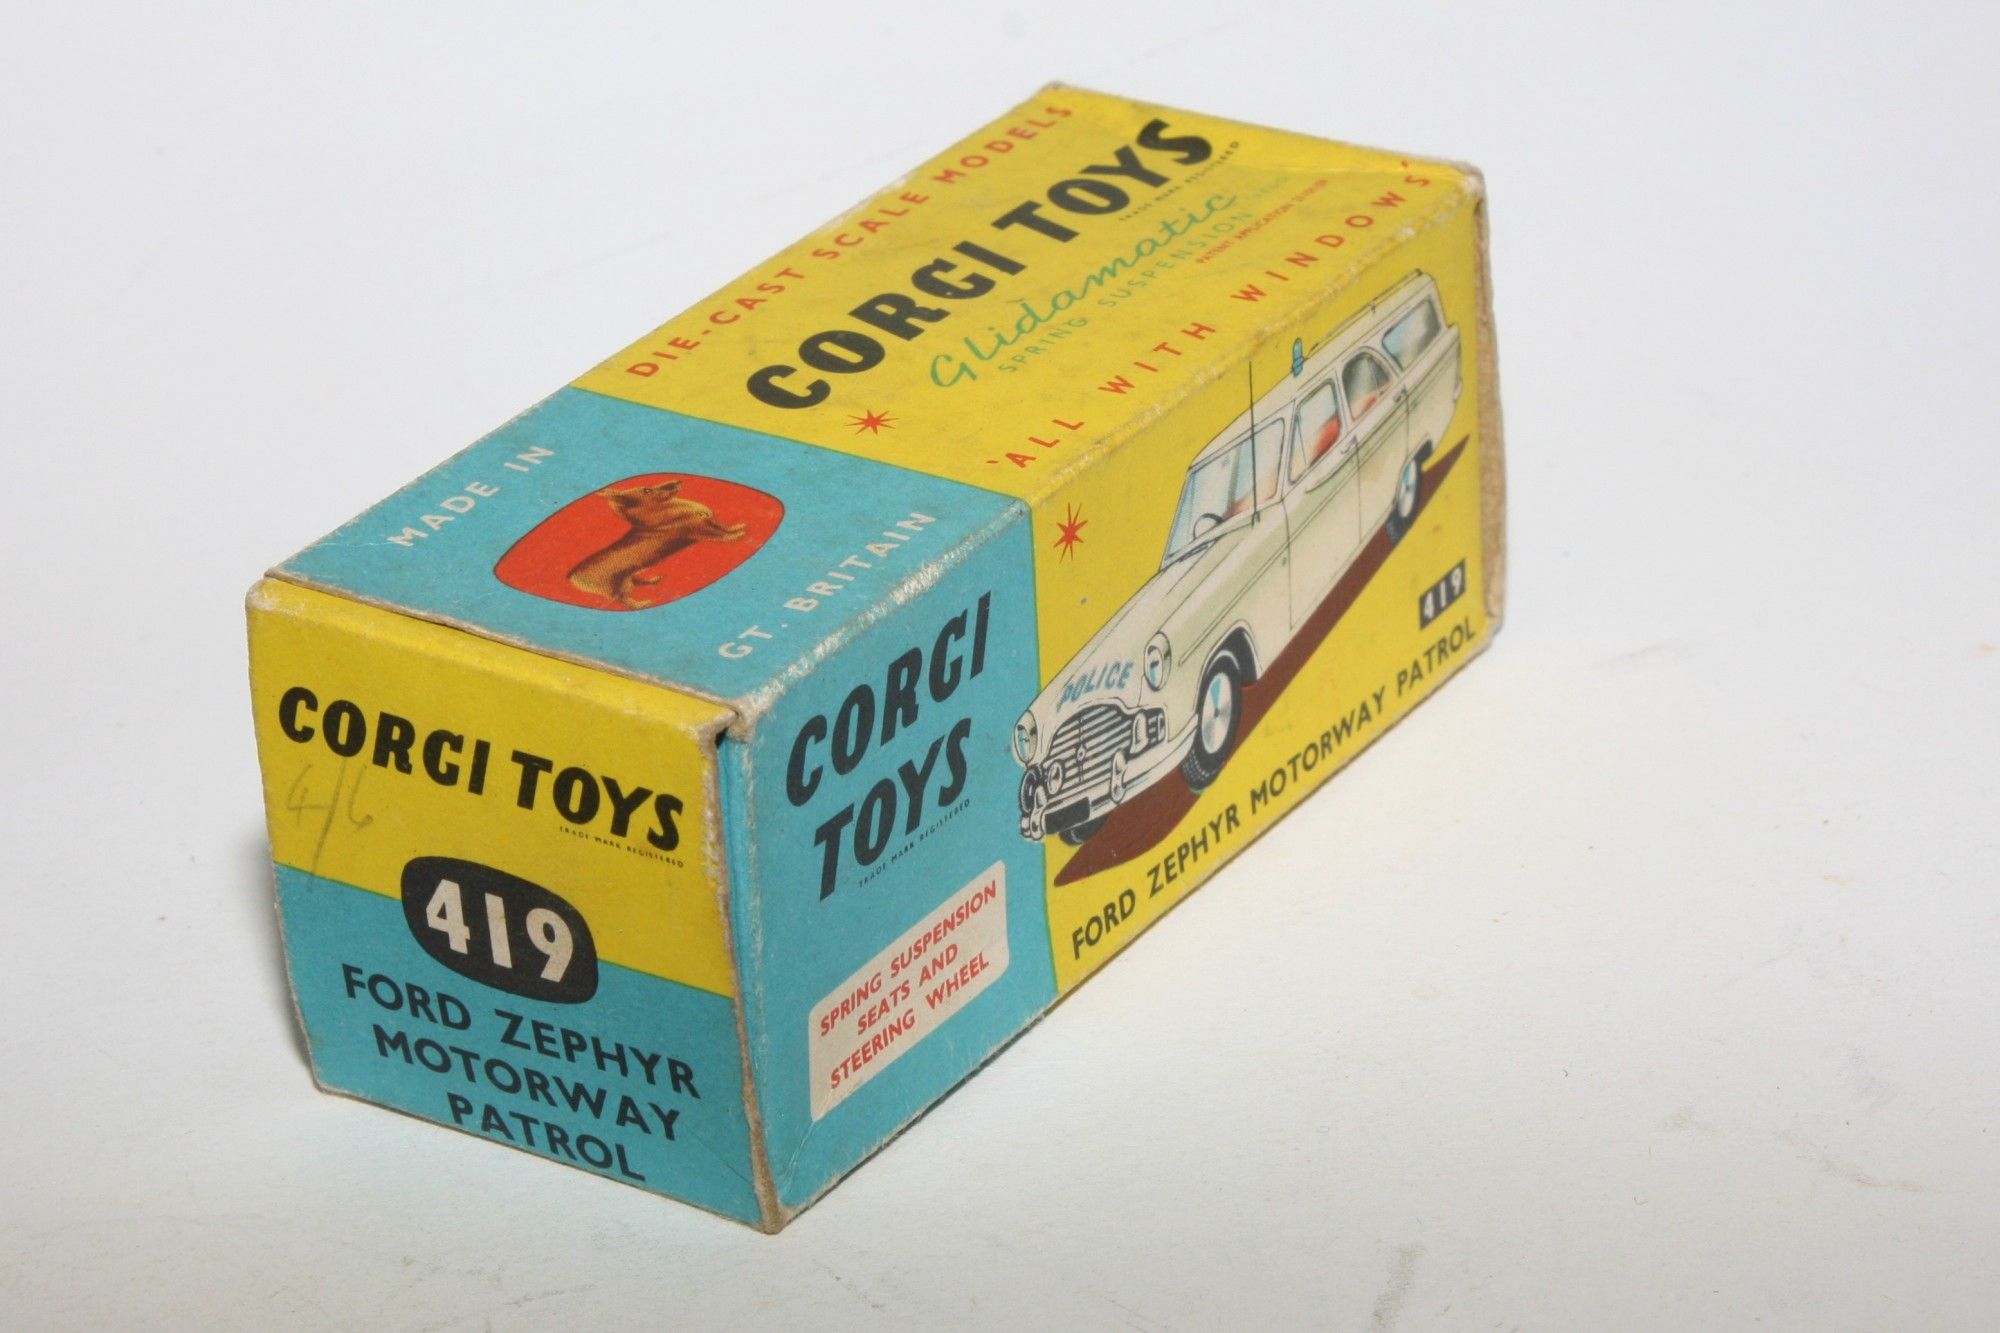 DIE-CAST SCALE MODELS
CORGI TOYS
TRADE MARK REGISTERED
Glidamatic
SPRING SUSPENSION
PATENT APPLICATION
'ALL WITH WINDOWS'
MADE IN
GT. BRITAIN
CORGI TOYS
TRADE MARK REGISTERED
4/6
419
FORD ZEPHYR
MOTORWAY
PATROL
CORGI
TOYS
TRADE MARK REGISTERED
SPRING SUSPENSION
SEATS AND
STEERING WHEEL
POLICE
419
FORD ZEPHYR MOTORWAY PATROL